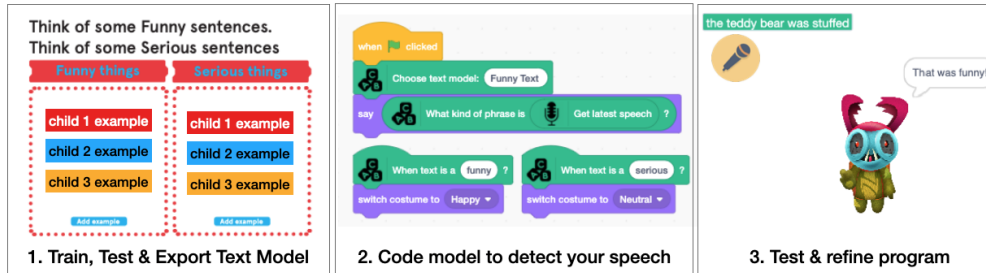 Think of some Funny sentences.
Think of some Serious sentences
Funny things
Serious things
child 1 example
child 2 example
child 3 example
Add example
child 1 example
child 2 example
child 3 example
Add example
1. Train, Test & Export Text Model
when clicked
Choose text model: Funny Text
say What kind of phrase is Get latest speech ?
When text is a funny ?
switch costume to Happy
When text is a serious ?
switch costume to Neutral
2. Code model to detect your speech
the teddy bear was stuffed
That was funny!
3. Test & refine program